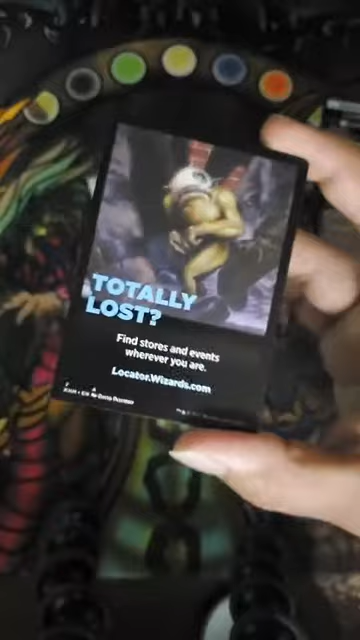 TOTALLY
LOST?
Find stores and events
wherever you are.
Locator.Wizards.com